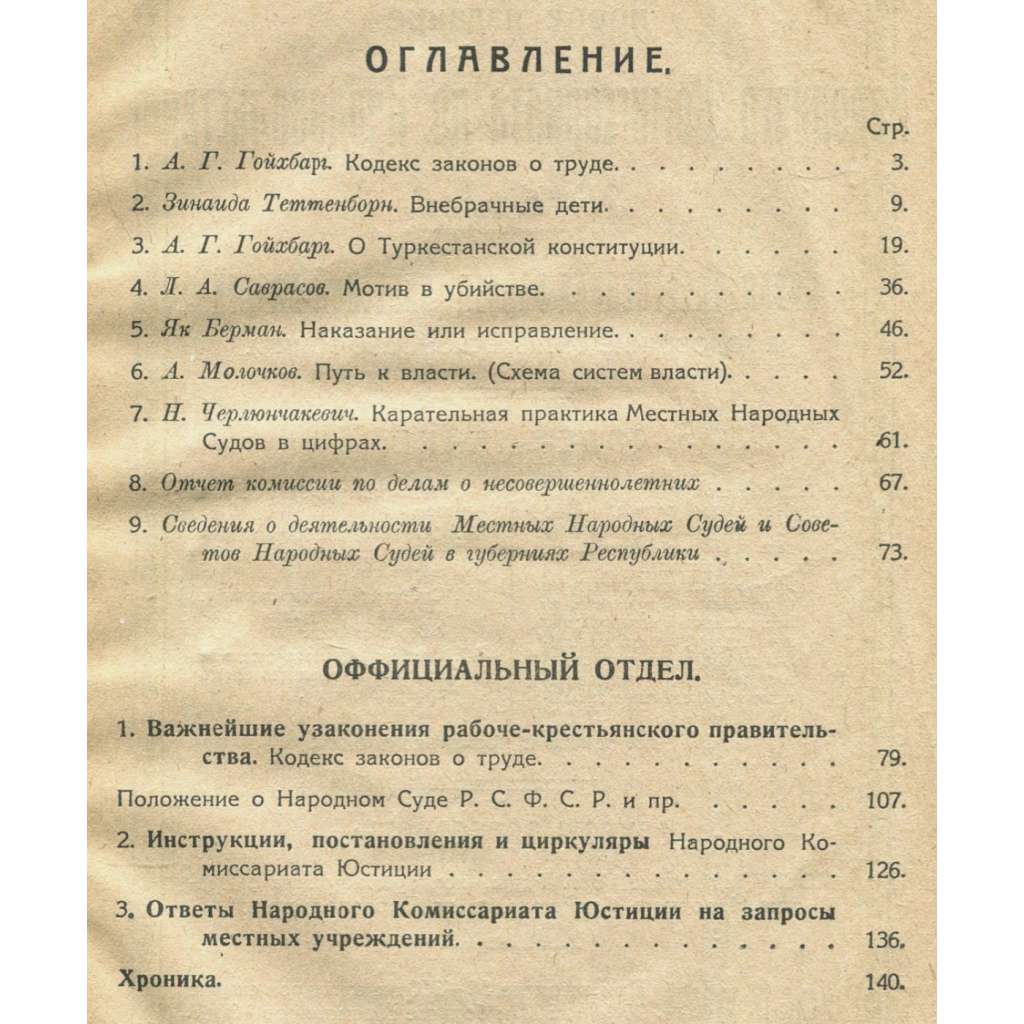 ОГЛАВЛЕНИЕ.
Стр.
1. А. Г. Гойхбарг. Кодекс законов о труде. . . . . . . . . 3.
2. Зинаида Теттенборн. Внебрачные дети. . . . . . . . . 9.
3. А. Г. Гойхбарг. О Туркестанской конституции. . . . . . 19.
4. Л. А. Саврасов. Мотив в убийстве. . . . . . . . . . . 36.
5. Як Берман. Наказание или исправление. . . . . . . . . 46.
6. А. Молочков. Путь к власти. (Схема систем власти). . . . . 52.
7. Н. Черлюнчакевич. Карательная практика Местных Народных
Судов в цифрах. . . . . . . . . . . . . . . . 61.
8. Отчет комиссии по делам о несовершеннолетних . . . . . 67.
9. Сведения о деятельности Местных Народных Судей и Сове-
тов Народных Судей в губерниях Республики . . . . . 73.
ОФФИЦИАЛЬНЫЙ ОТДЕЛ.
1. Важнейшие узаконения рабоче-крестьянского правитель-
ства. Кодекс законов о труде. . . . . . . . . . . 79.
Положение о Народном Суде Р. С. Ф. С. Р. и пр. . . . . . 107.
2. Инструкции, постановления и циркуляры Народного Ко-
миссариата Юстиции . . . . . . . . . . . . . . 126.
3. Ответы Народного Комиссариата Юстиции на запросы
местных учреждений. . . . . . . . . . . . . . 136.
Хроника. 140.